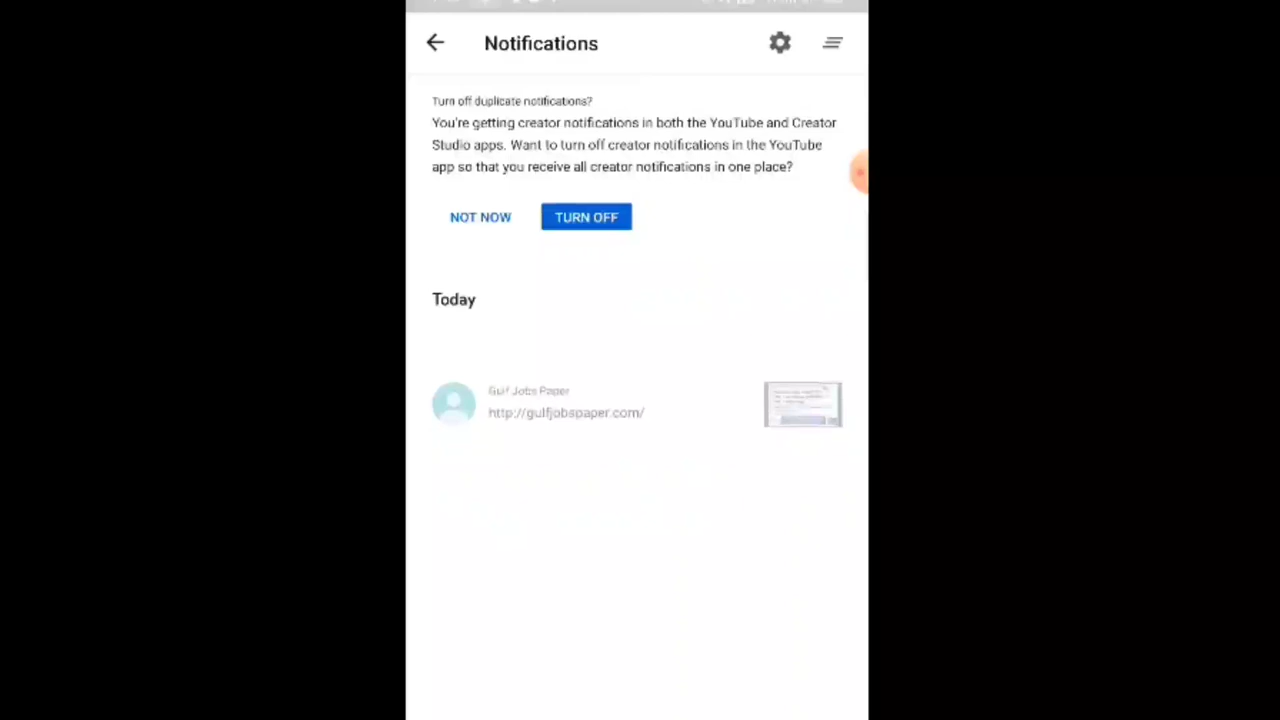 Notifications
Turn off duplicate notifications?
You're getting creator notifications in both the YouTube and Creator
Studio apps. Want to turn off creator notifications in the YouTube
app so that you receive all creator notifications in one place?
NOT NOW
TURN OFF
Today
Gulf Jobs Paper
http://gulfjobspaper.com/